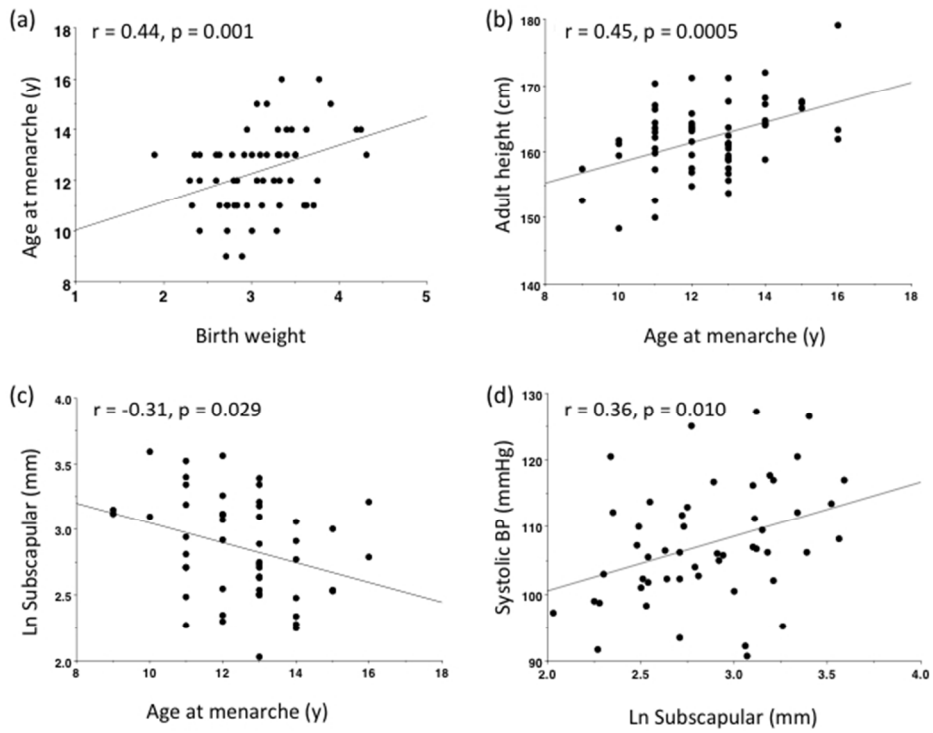 (a)
r = 0.44, p = 0.001
Age at menarche (y)
18
16
14
12
10
8
1
2
3
4
5
Birth weight
(b)
r = 0.45, p = 0.0005
Adult height (cm)
180
170
160
150
140
8
10
12
14
16
18
Age at menarche (y)
(c)
r = -0.31, p = 0.029
Ln Subscapular (mm)
4.0
3.5
3.0
2.5
2.0
8
10
12
14
16
18
Age at menarche (y)
(d)
r = 0.36, p = 0.010
Systolic BP (mmHg)
130
120
110
100
90
2.0
2.5
3.0
3.5
4.0
Ln Subscapular (mm)